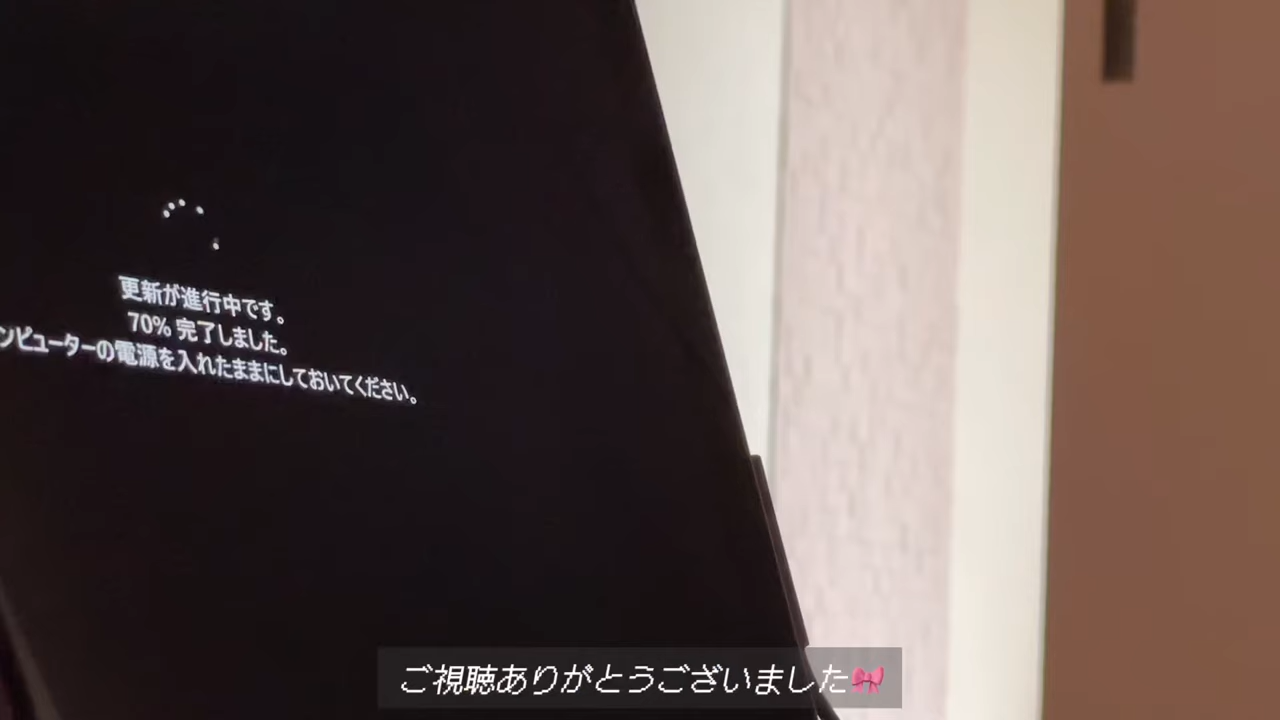 更新が進行中です。
70% 完了しました。
ンピューターの電源を入れたままにしておいてください。
ご視聴ありがとうございました🎀